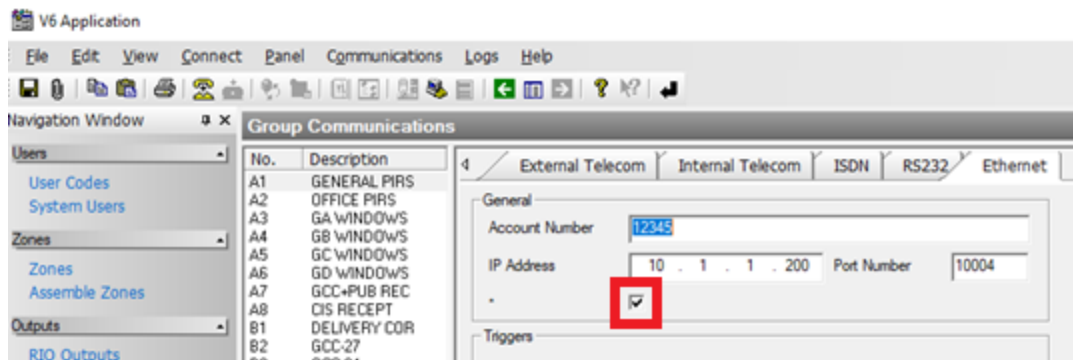 V6 Application
File Edit View Connect Panel Communications Logs Help
Navigation Window
Group Communications
Users
User Codes
System Users
Zones
Zones
Assemble Zones
Outputs
RIO Outputs
No. Description
A1 GENERAL PIRS
A2 OFFICE PIRS
A3 GA WINDOWS
A4 GB WINDOWS
A5 GC WINDOWS
A6 GD WINDOWS
A7 GCC+PUB REC
A8 CIS RECEPT
B1 DELIVERY COR
B2 GCC-27
External Telecom Internal Telecom ISDN RS232 Ethernet
General
Account Number 12345
IP Address 10 . 1 . 1 . 200 Port Number 10004
*
Triggers